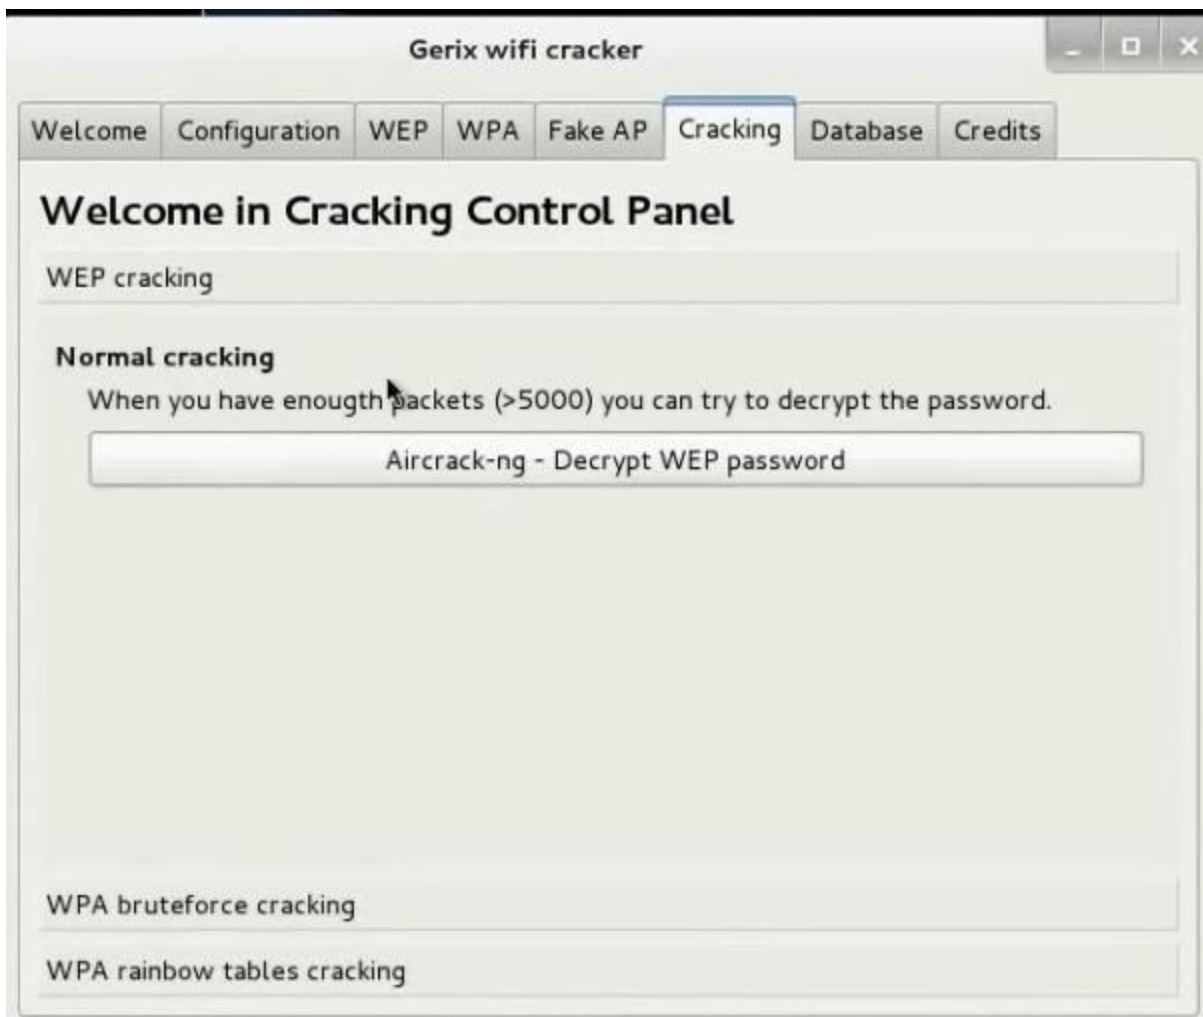 Gerix wifi cracker
Welcome Configuration WEP WPA Fake AP Cracking Database Credits
Welcome in Cracking Control Panel
WEP cracking
Normal cracking
When you have enougth packets (>5000) you can try to decrypt the password.
Aircrack-ng - Decrypt WEP password
WPA bruteforce cracking
WPA rainbow tables cracking